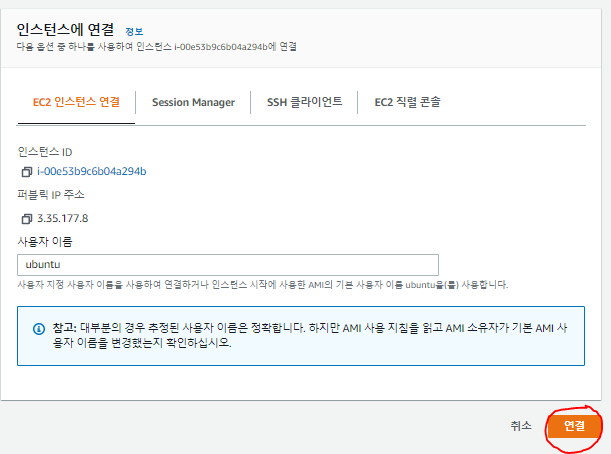 인스턴스에 연결 정보
다음 옵션 중 하나를 사용하여 인스턴스 i-00e53b9c6b04a294b에 연결
EC2 인스턴스 연결 Session Manager SSH 클라이언트 EC2 직렬 콘솔
인스턴스 ID
i-00e53b9c6b04a294b
퍼블릭 IP 주소
3.35.177.8
사용자 이름
ubuntu
사용자 지정 사용자 이름을 사용하여 연결하거나 인스턴스 시작에 사용한 AMI의 기본 사용자 이름 ubuntu을(를) 사용합니다.
참고: 대부분의 경우 추정된 사용자 이름은 정확합니다. 하지만 AMI 사용 지침을 읽고 AMI 소유자가 기본 AMI 사
용자 이름을 변경했는지 확인하십시오.
취소 연결